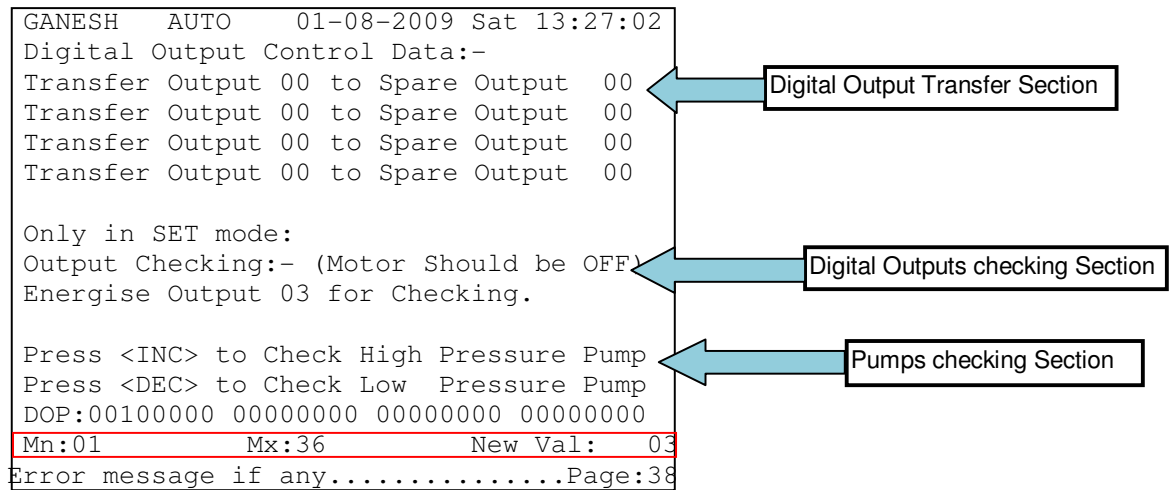 GANESH AUTO 01-08-2009 Sat 13:27:02
Digital Output Control Data:-
Transfer Output 00 to Spare Output 00
Transfer Output 00 to Spare Output 00
Transfer Output 00 to Spare Output 00
Transfer Output 00 to Spare Output 00
Digital Output Transfer Section
Only in SET mode:
Output Checking:- (Motor Should be OFF)
Energise Output 03 for Checking.
Digital Outputs checking Section
Press <INC> to Check High Pressure Pump
Press <DEC> to Check Low Pressure Pump
Pumps checking Section
DOP:00100000 00000000 00000000 00000000
Mn:01 Mx:36 New Val: 03
Error message if any...............Page:38